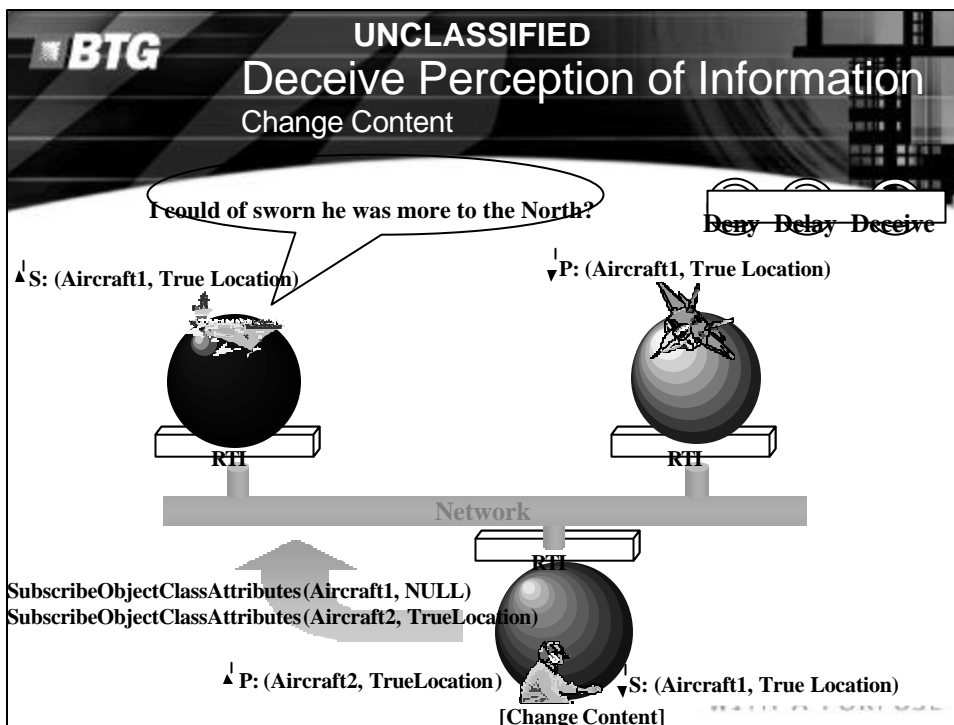 BTG
UNCLASSIFIED
Deceive Perception of Information
Change Content
I could of sworn he was more to the North?
Deny Delay Deceive
S: (Aircraft1, True Location)
P: (Aircraft1, True Location)
RTI
RTI
Network
RTI
SubscribeObjectClassAttributes(Aircraft1, NULL)
SubscribeObjectClassAttributes(Aircraft2, TrueLocation)
P: (Aircraft2, TrueLocation)
S: (Aircraft1, True Location)
WITH A PURPOSE
[Change Content]